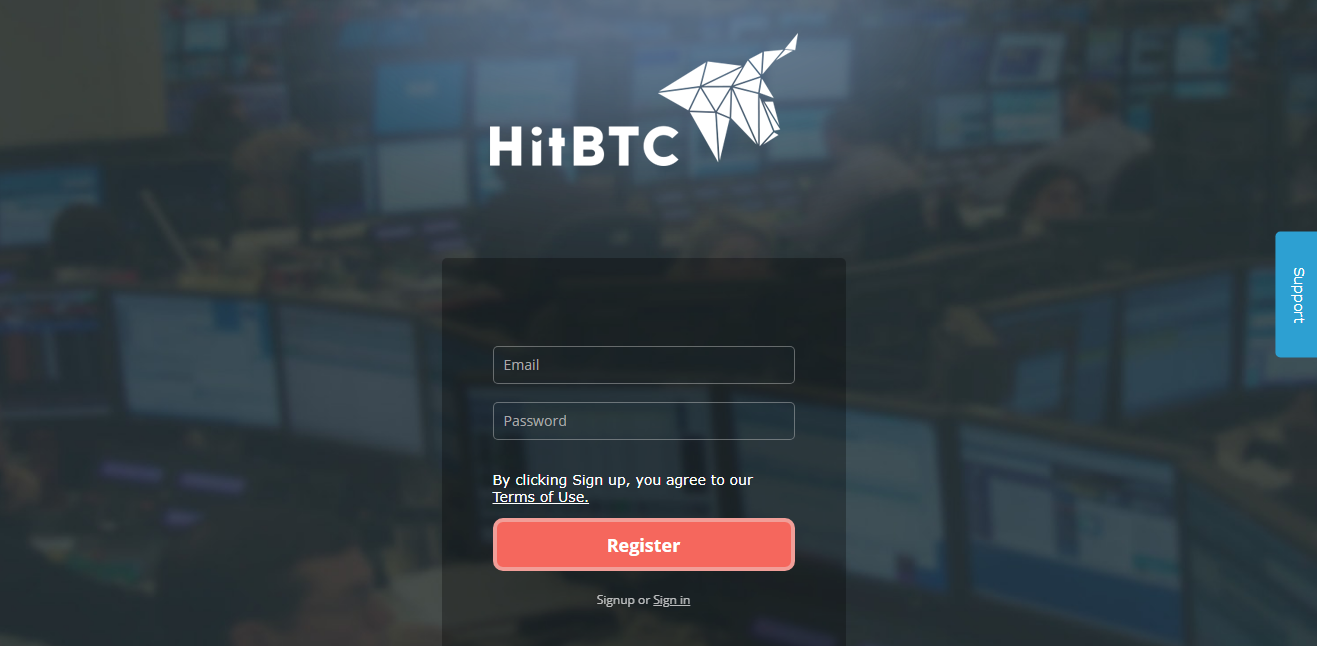 HitBTC
Support
Email
Password
By clicking Sign up, you agree to our
Terms of Use.
Register
Signup or Sign in